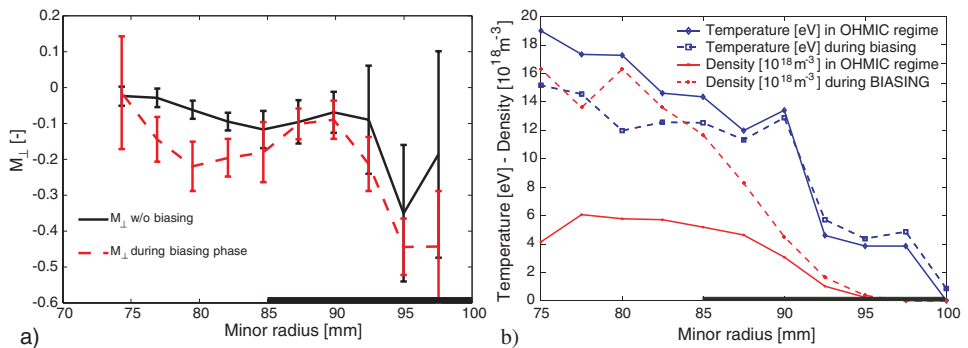 0.2
0.1
0
-0.1
-0.2
-0.3
-0.4
-0.5
-0.6
M⊥ [-]
M⊥ w/o biasing
M⊥ during biasing phase
70 75 80 85 90 95 100
Minor radius [mm]
a)
20
18
16
14
12
10
8
6
4
2
0
Temperature [eV] - Density [10¹⁸m⁻³]
Temperature [eV] in OHMIC regime
Temperature [eV] during biasing
Density [10¹⁸m⁻³] in OHMIC regime
Density [10¹⁸m⁻³] during BIASING
75 80 85 90 95 100
Minor radius [mm]
b)